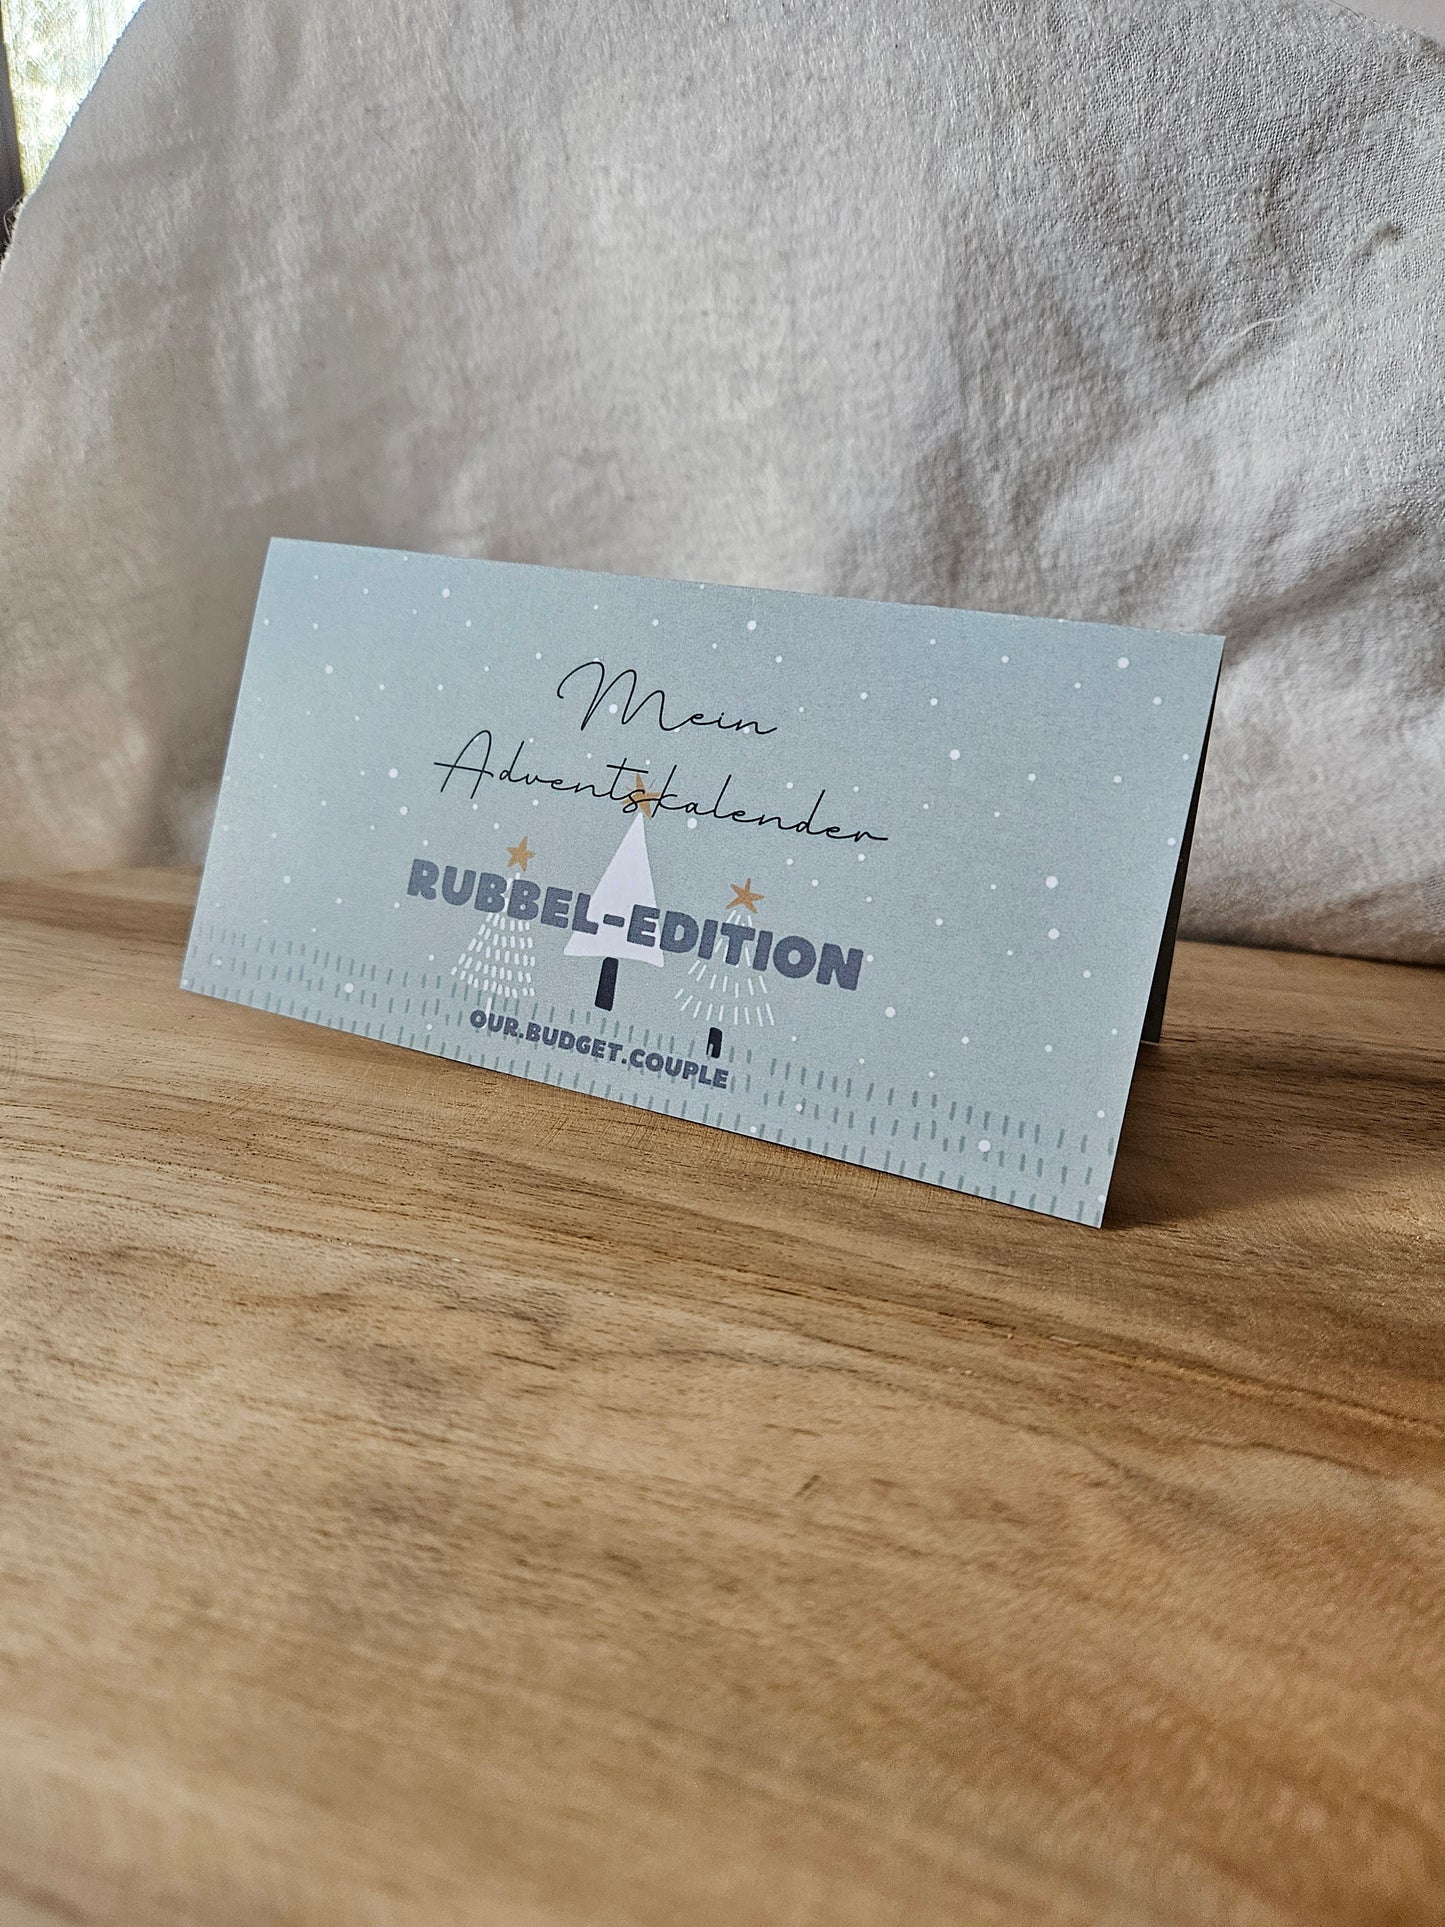 Mein
Adventskalender
RUBBEL-EDITION
OUR.BUDGET.COUPLE